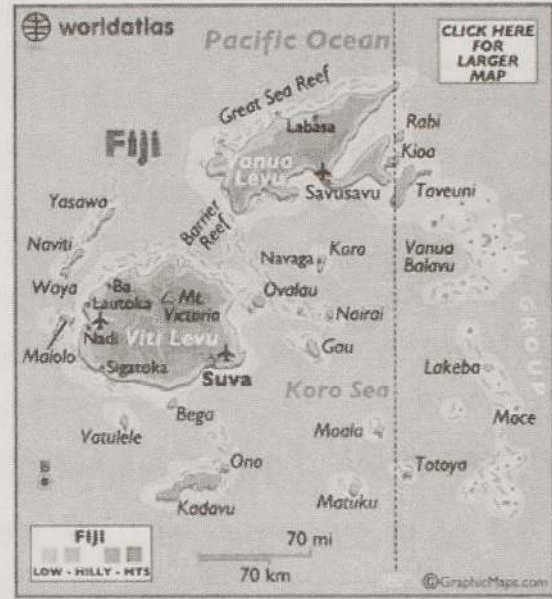 worldatlas
Pacific Ocean
CLICK HERE
FOR
LARGER
MAP
Great Sea Reef
Labasa
Rabi
Fiji
Vanua
Levu
Kioa
Savusavu
Taveuni
Yasawa
Barrier
Reef
Naviti
Navaga
Koro
Vanua
Balavu
LAU GROUP
Waya
Ba
Lautoka
Mt
Victoria
Ovalau
Nairai
Nadi
Viti Levu
Malolo
Sigatoka
Suva
Gau
Lakeba
Koro Sea
Beqa
Moce
Vatulele
Moala
Ono
Totoya
Kadavu
Matuku
FIJI
LOW - HILLY - MTS
70 mi
70 km
©GraphicMaps.com